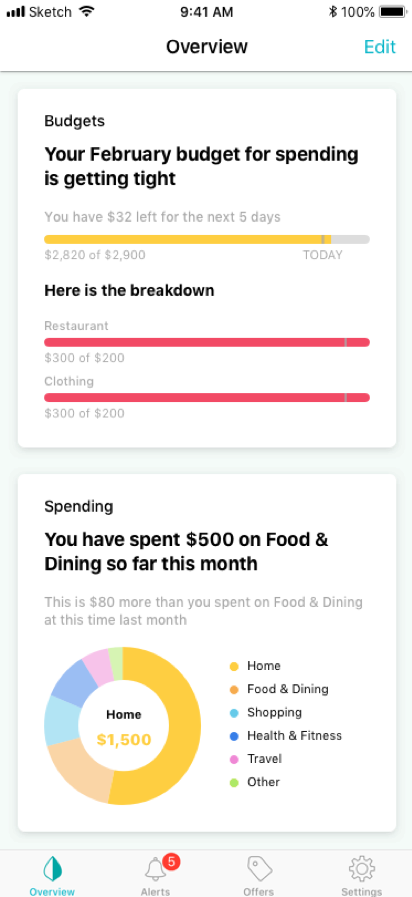 Sketch 9:41 AM 100%
Overview Edit
Budgets
Your February budget for spending
is getting tight
You have $32 left for the next 5 days
$2,820 of $2,900 TODAY
Here is the breakdown
Restaurant
$300 of $200
Clothing
$300 of $200
Spending
You have spent $500 on Food &
Dining so far this month
This is $80 more than you spent on Food & Dining
at this time last month
Home
$1,500
Home
Food & Dining
Shopping
Health & Fitness
Travel
Other
5
Overview Alerts Offers Settings